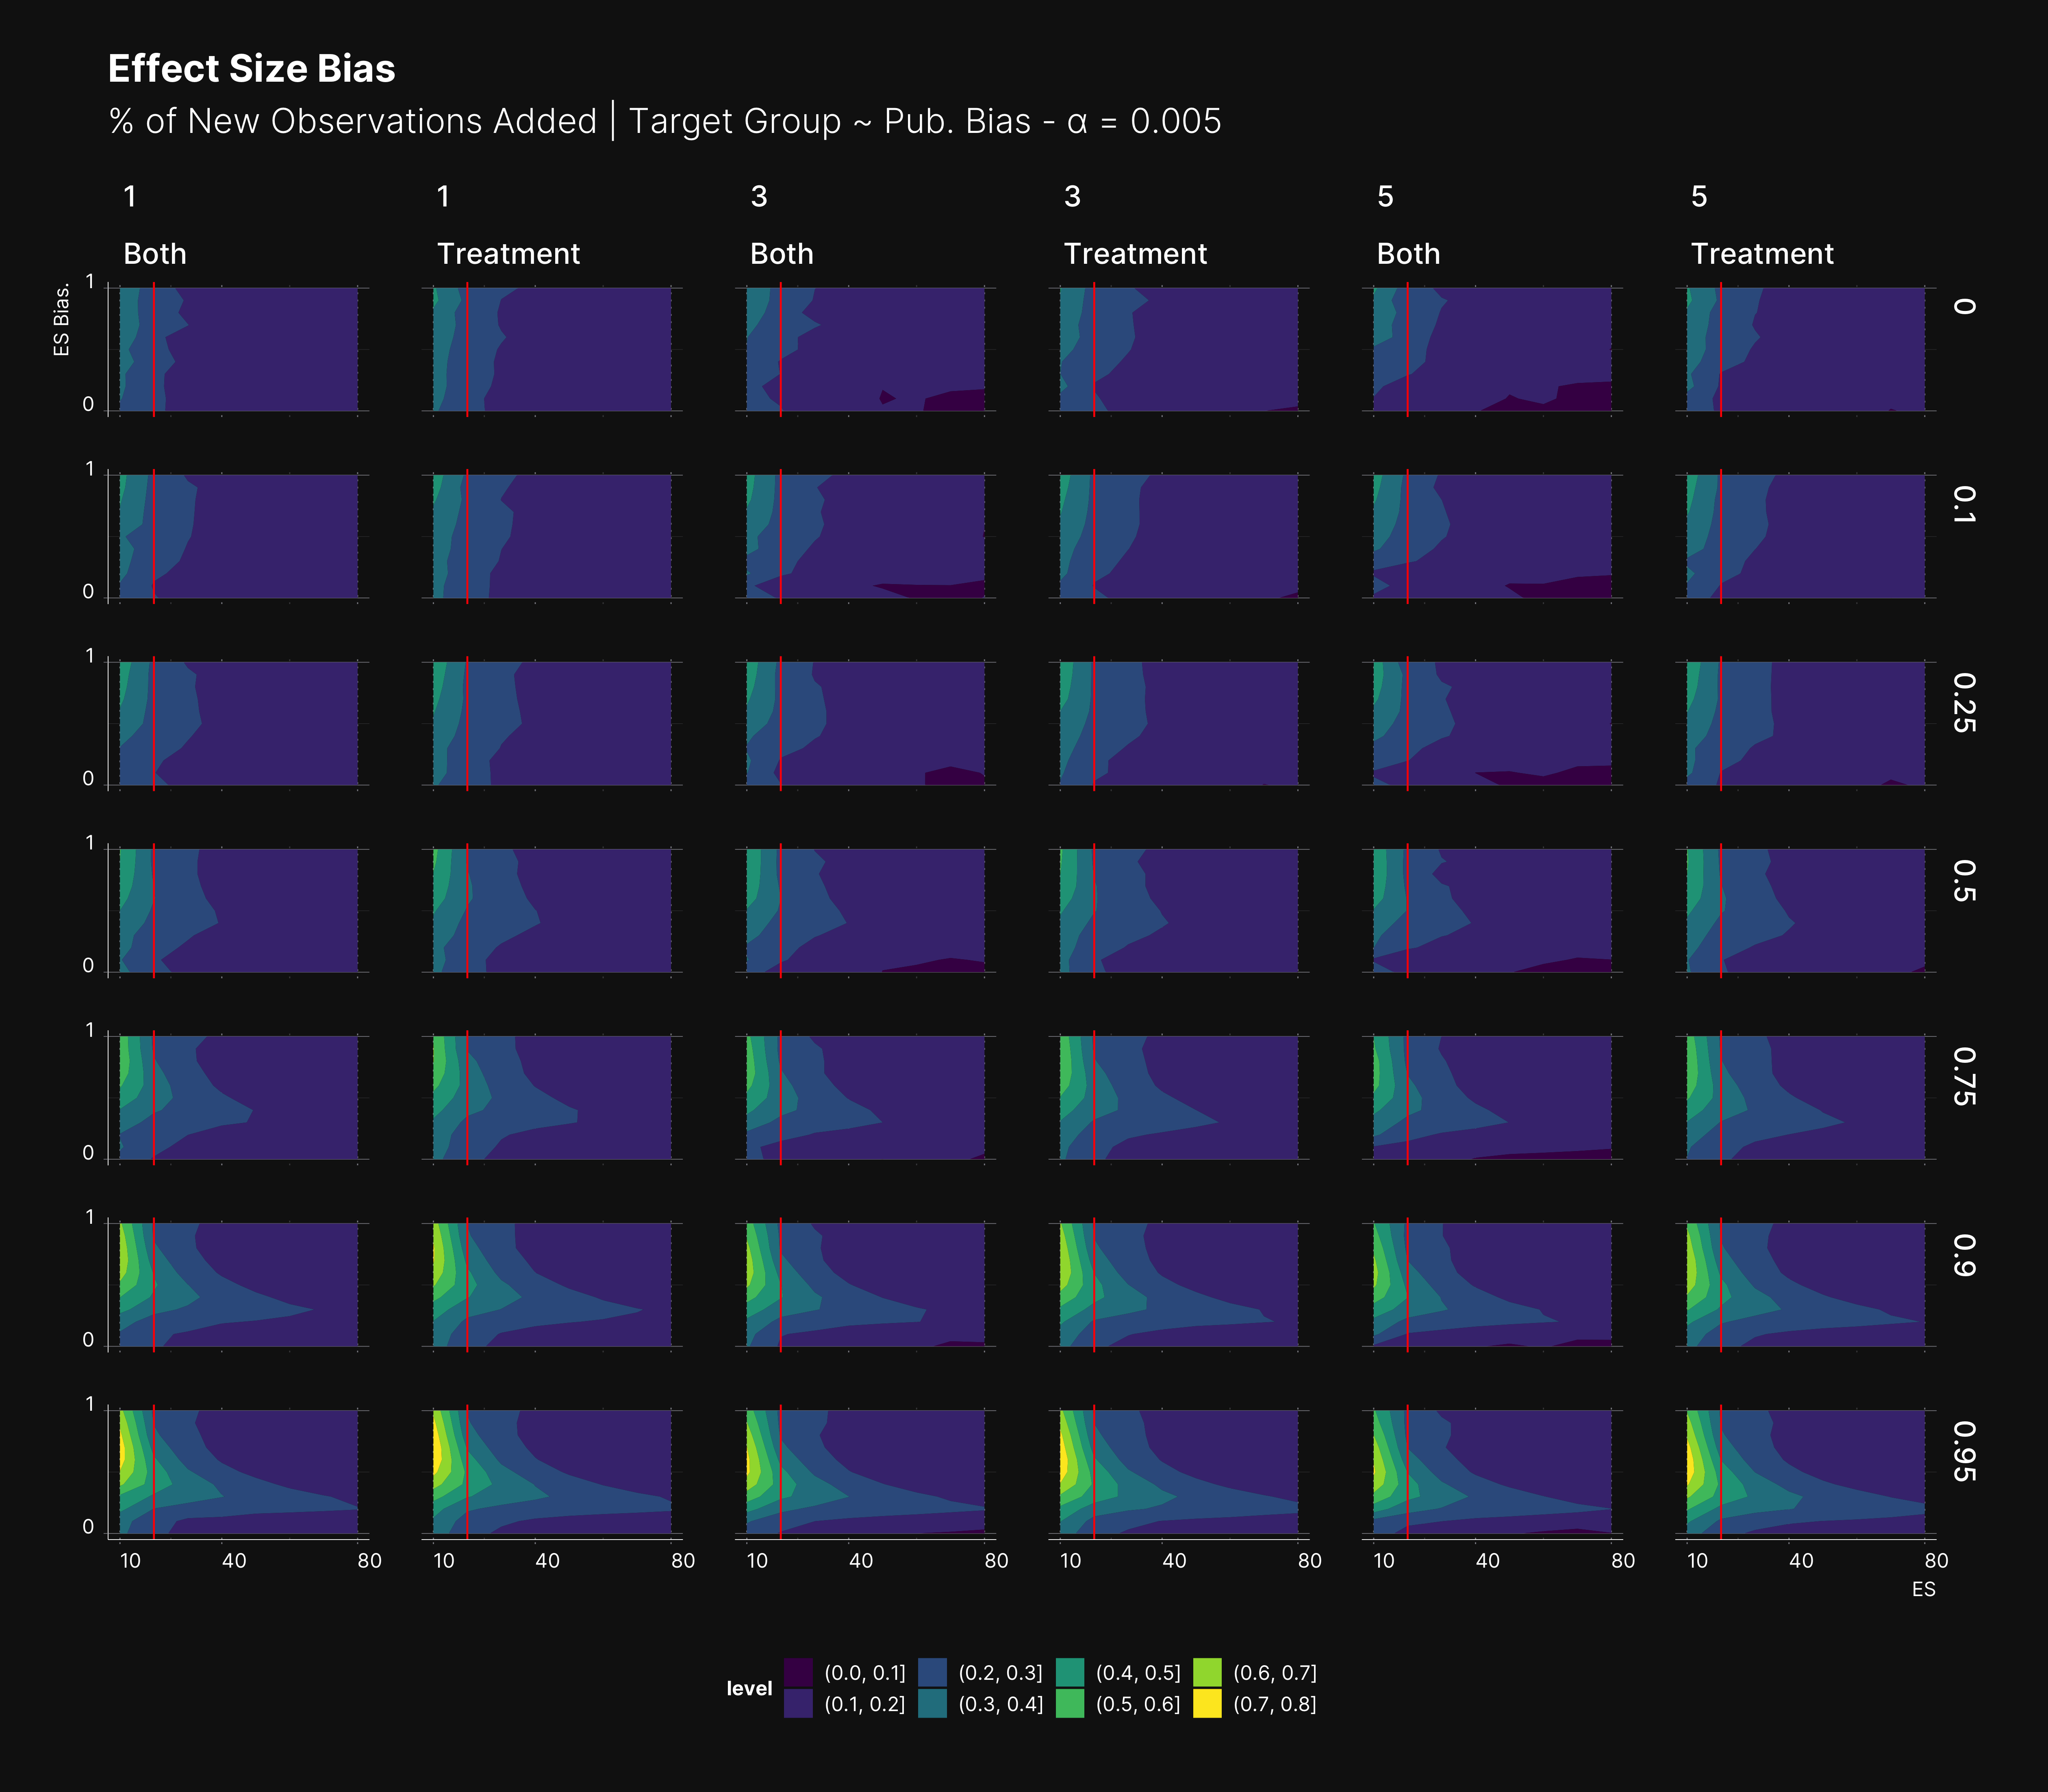 Effect Size Bias
% of New Observations Added | Target Group ~ Pub. Bias - α = 0.005
1 1 3 3 5 5
Both Treatment Both Treatment Both Treatment
ES Bias.
1
0
0
1
0
0.1
1
0
0.25
1
0
0.5
1
0
0.75
1
0
0.9
1
0
0.95
10 40 80 10 40 80 10 40 80 10 40 80 10 40 80 10 40 80
ES
level
(0.0, 0.1] (0.2, 0.3] (0.4, 0.5] (0.6, 0.7]
(0.1, 0.2] (0.3, 0.4] (0.5, 0.6] (0.7, 0.8]